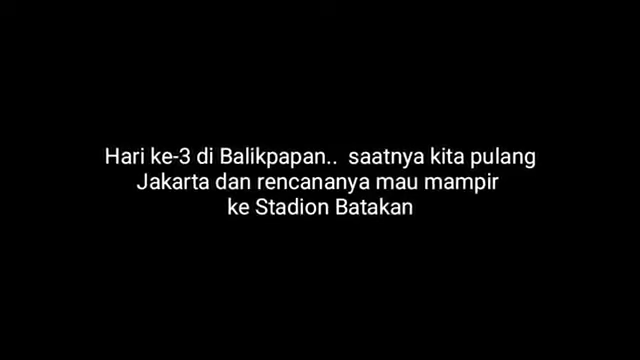 Hari ke-3 di Balikpapan.. saatnya kita pulang
Jakarta dan rencananya mau mampir
ke Stadion Batakan